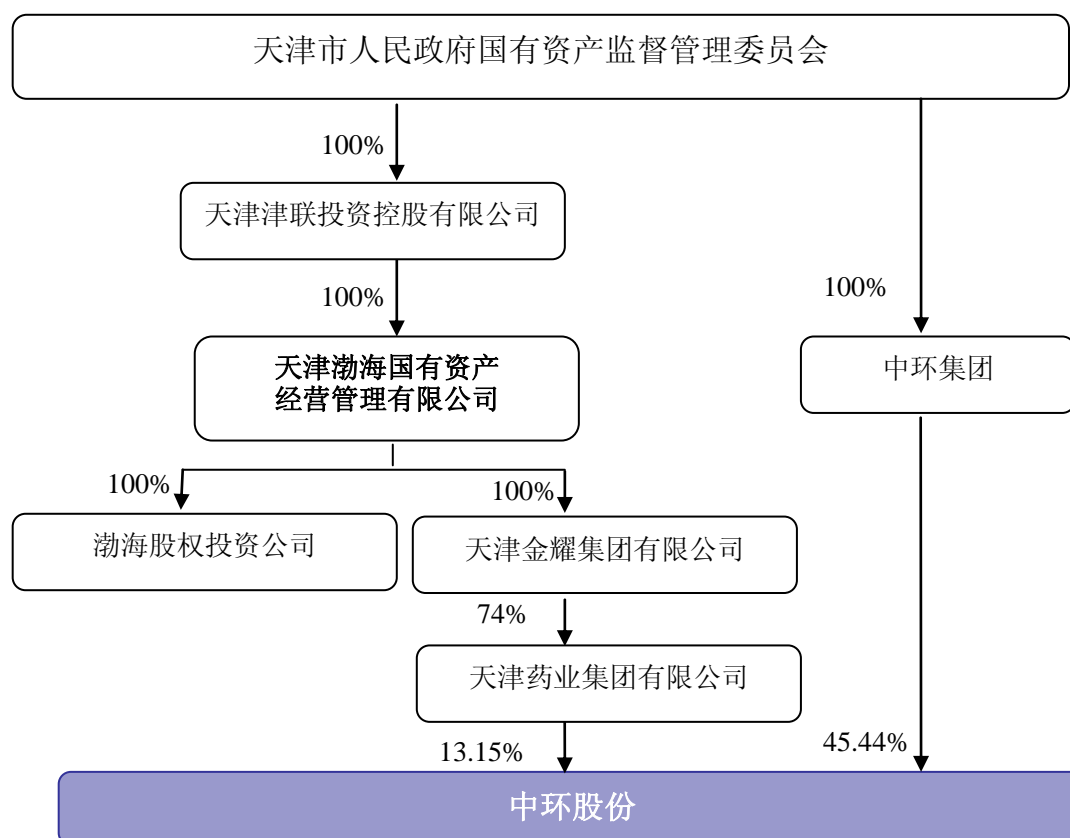 天津市人民政府国有资产监督管理委员会
100%
天津津联投资控股有限公司
100%
100%
天津渤海国有资产
经营管理有限公司
中环集团
100%
100%
渤海股权投资公司
天津金耀集团有限公司
74%
天津药业集团有限公司
13.15%
45.44%
中环股份